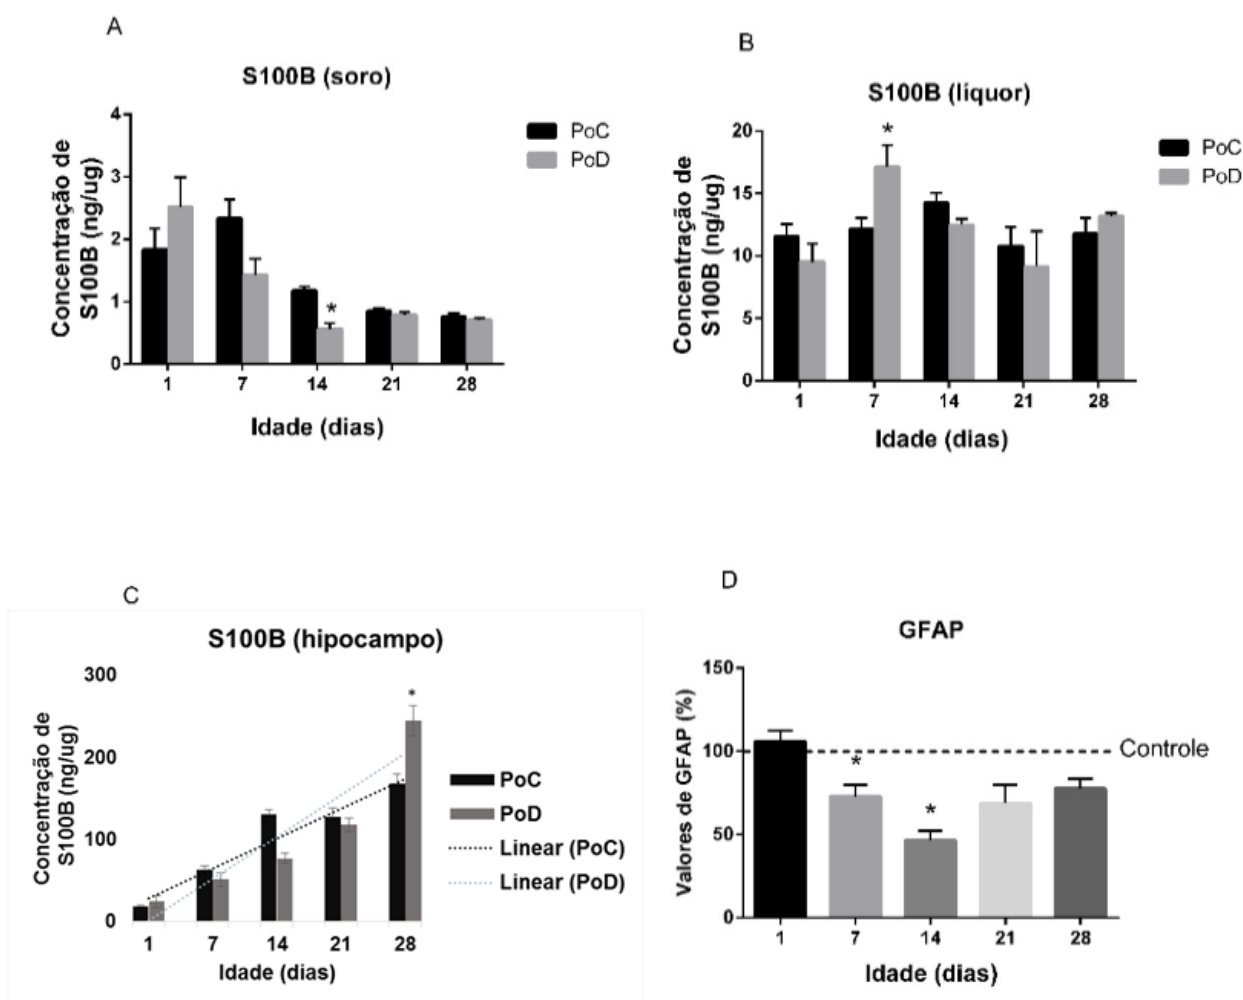 A
S100B (soro)
Concentração de
S100B (ng/ug)
4
3
2
1
0
*
PoC
PoD
1 7 14 21 28
Idade (dias)
B
S100B (líquor)
Concentração de
S100B (ng/ug)
20
15
10
5
0
*
PoC
PoD
1 7 14 21 28
Idade (dias)
C
S100B (hipocampo)
Concentração de
S100B (ng/ug)
300
200
100
0
*
PoC
PoD
Linear (PoC)
Linear (PoD)
1 7 14 21 28
Idade (dias)
D
GFAP
Valores de GFAP (%)
150
100
50
0
Controle
*
*
1 7 14 21 28
Idade (dias)